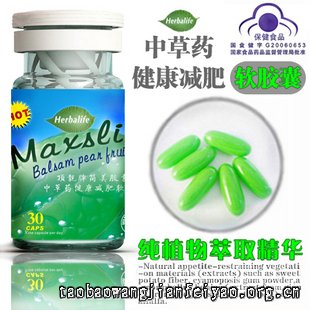 Herbalife
中草药
健康减肥
软胶囊
保健食品
国食健字G20060653
国家食品药品监督管理局批准
HOT
Herbalife
Maxsli
Balsam pear fruit
中草药健康减肥软
30
CAPS
纯植物萃取精华
Natural appetite-restraining vegetati-
on materials (extracts) such as sweet
potato fiber, cyamoposis gum powder, a
taobaowangjianfeiyao.org.cn